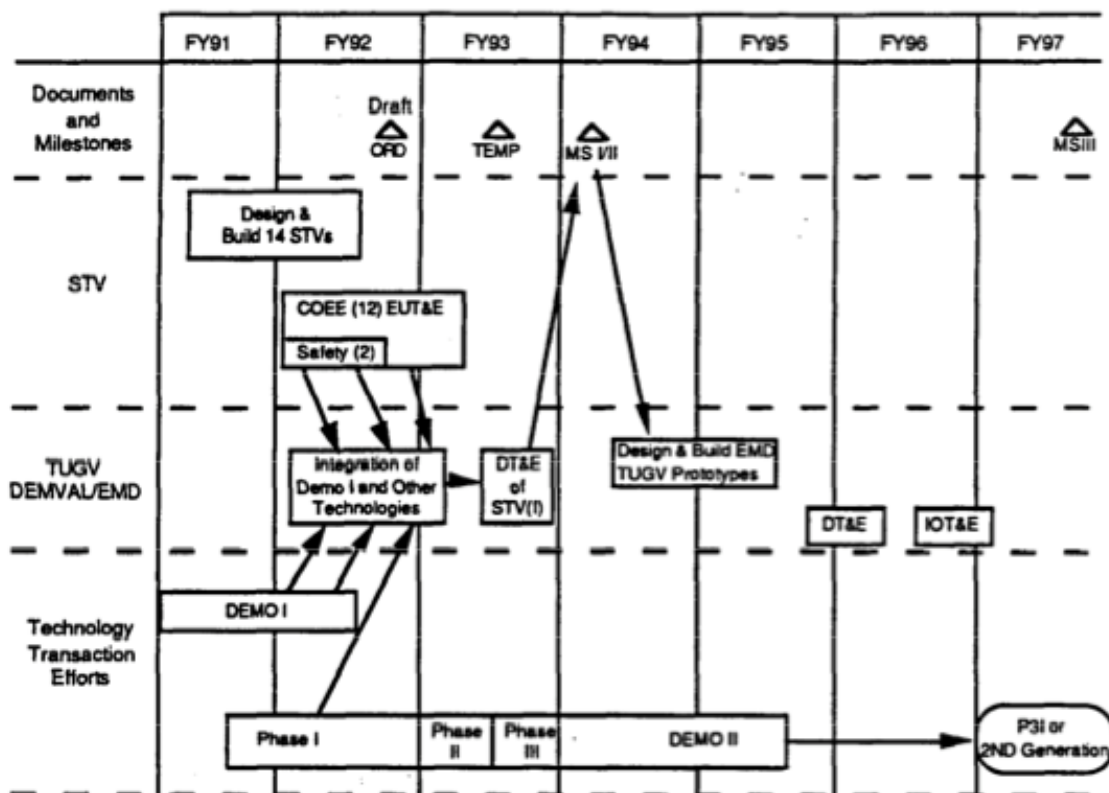 FY91 FY92 FY93 FY94 FY95 FY96 FY97
Documents
and
Milestones
Draft
ORD
TEMP
MS I/II
MSIII
STV
Design &
Build 14 STVs
COEE (12) EUT&E
Safety (2)
TUGV
DEMVAL/EMD
Integration of
Demo I and Other
Technologies
DT&E
of
STV(I)
Design & Build EMD
TUGV Prototypes
DT&E
IOT&E
Technology
Transaction
Efforts
DEMO I
Phase I
Phase
II
Phase
III
DEMO II
P3I or
2ND Generation